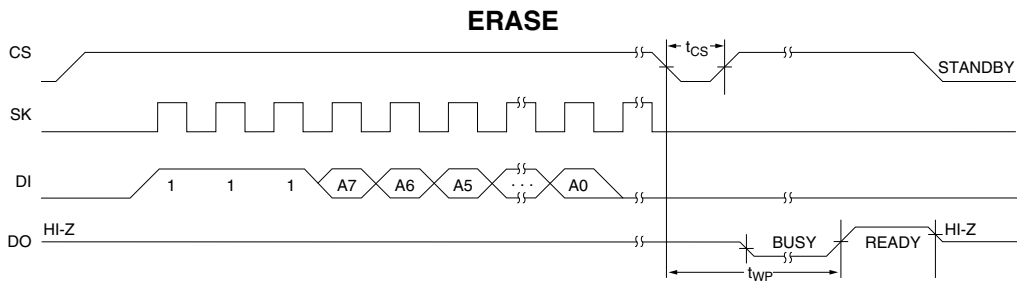 ERASE
CS
tCS
STANDBY
SK
DI
1 1 1 A7 A6 A5 ... A0
DO
HI-Z
BUSY
READY
HI-Z
tWP